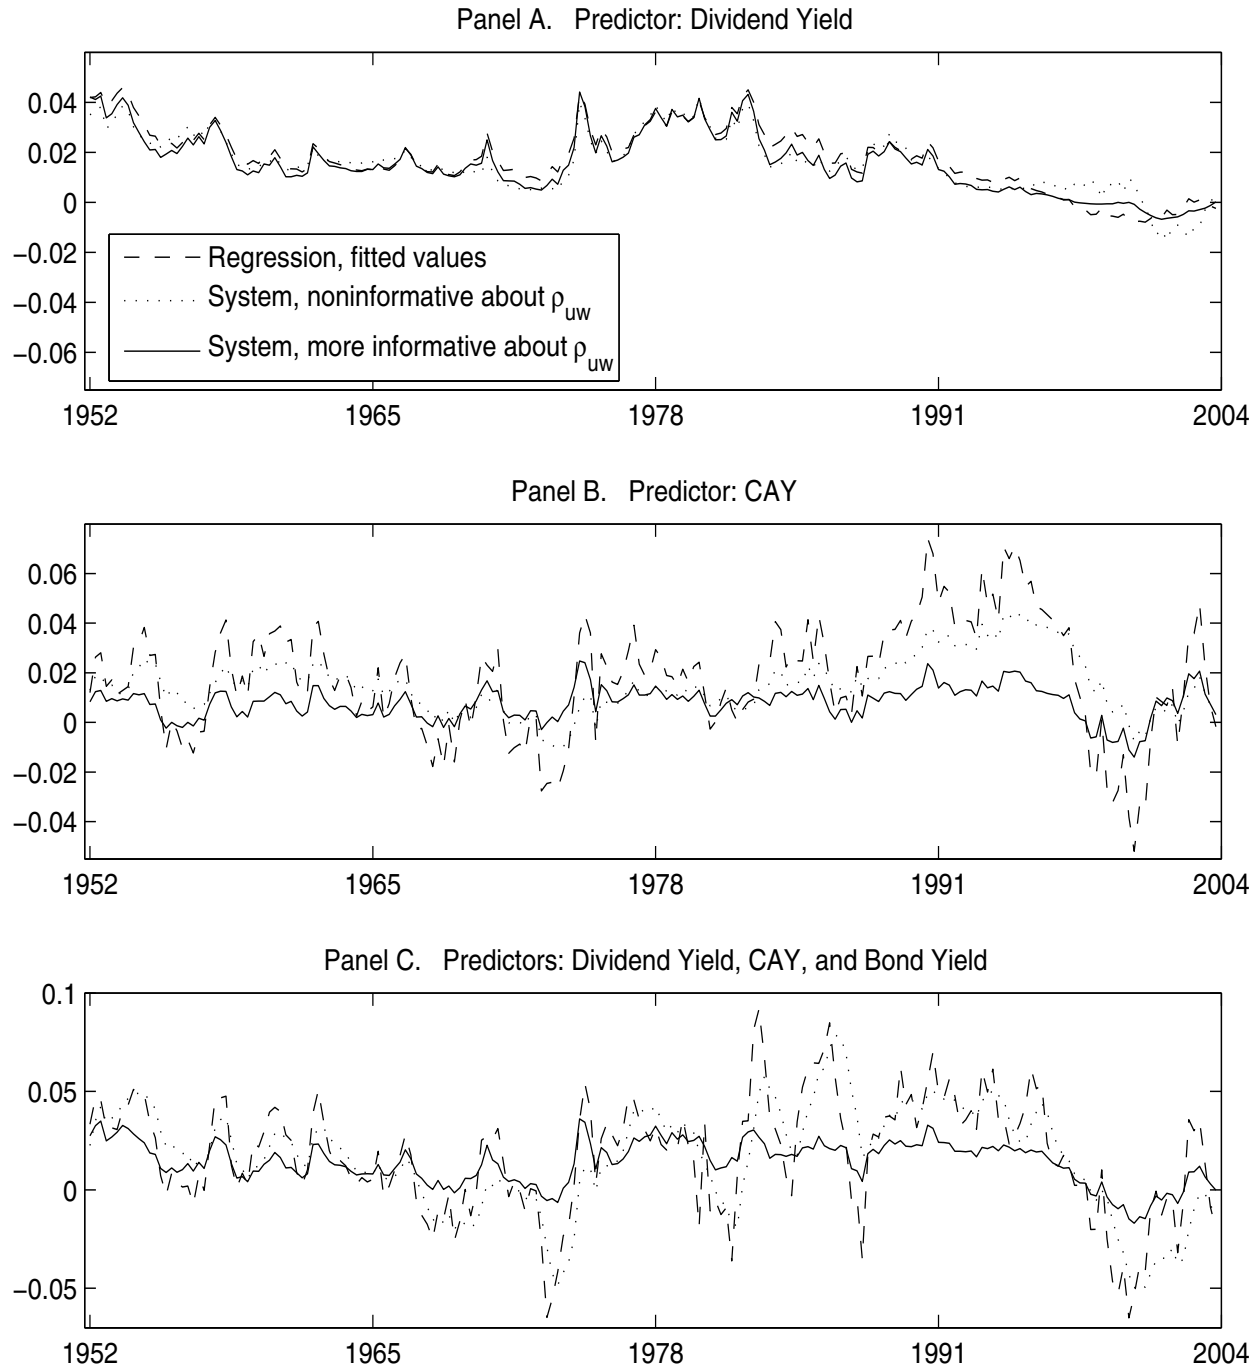 Panel A. Predictor: Dividend Yield
0.04
0.02
0
−0.02
−0.04
−0.06
Regression, fitted values
System, noninformative about ρuw
System, more informative about ρuw
1952 1965 1978 1991 2004
Panel B. Predictor: CAY
0.06
0.04
0.02
0
−0.02
−0.04
1952 1965 1978 1991 2004
Panel C. Predictors: Dividend Yield, CAY, and Bond Yield
0.1
0.05
0
−0.05
1952 1965 1978 1991 2004